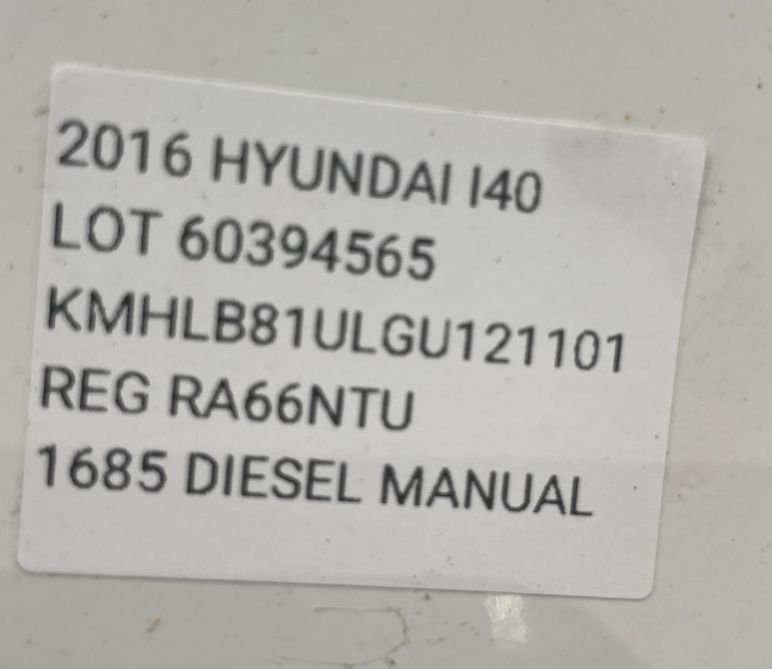 2016 HYUNDAI I40
LOT 60394565
KMHLB81ULGU121101
REG RA66NTU
1685 DIESEL MANUAL